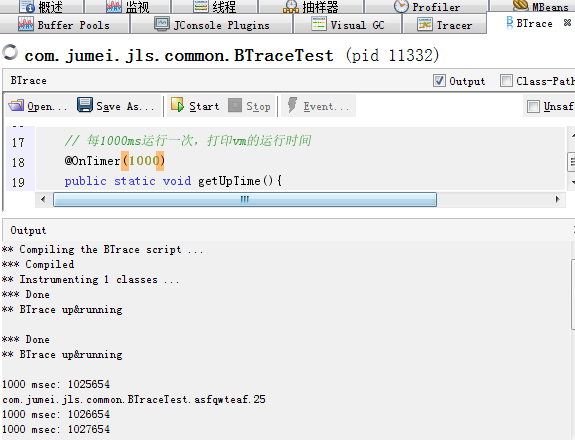 概述 监视 线程 抽样器 Profiler MBeans
Buffer Pools JConsole Plugins Visual GC Tracer BTrace
com.jumei.jls.common.BTraceTest (pid 11332)
BTrace Output Class-Path
Open... Save As... Start Stop Event... Unsaf
17 // 每1000ms运行一次，打印vm的运行时间
18 @OnTimer(1000)
19 public static void getUpTime(){
Output
** Compiling the BTrace script ...
*** Compiled
** Instrumenting 1 classes ...
*** Done
** BTrace up&running
*** Done
** BTrace up&running
1000 msec: 1025654
com.jumei.jls.common.BTraceTest.asfqwteaf.25
1000 msec: 1026654
1000 msec: 1027654